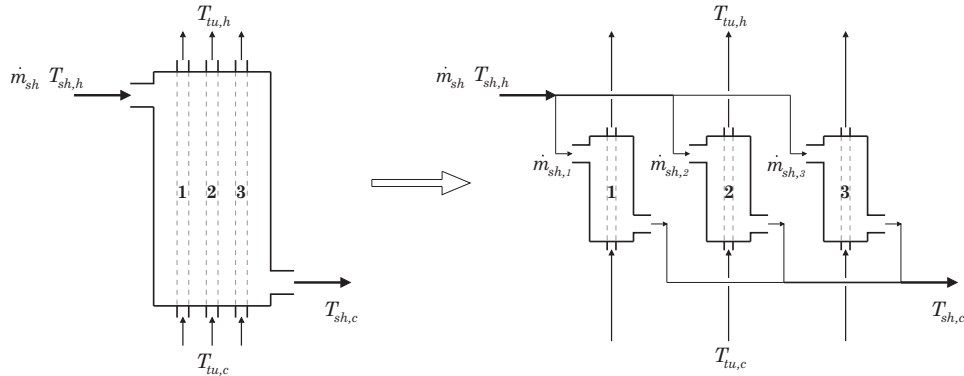 T_{tu,h}
ṁ_{sh} T_{sh,h}
1 2 3
T_{sh,c}
T_{tu,c}
T_{tu,h}
ṁ_{sh} T_{sh,h}
ṁ_{sh,1} ṁ_{sh,2} ṁ_{sh,3}
1 2 3
T_{sh,c}
T_{tu,c}